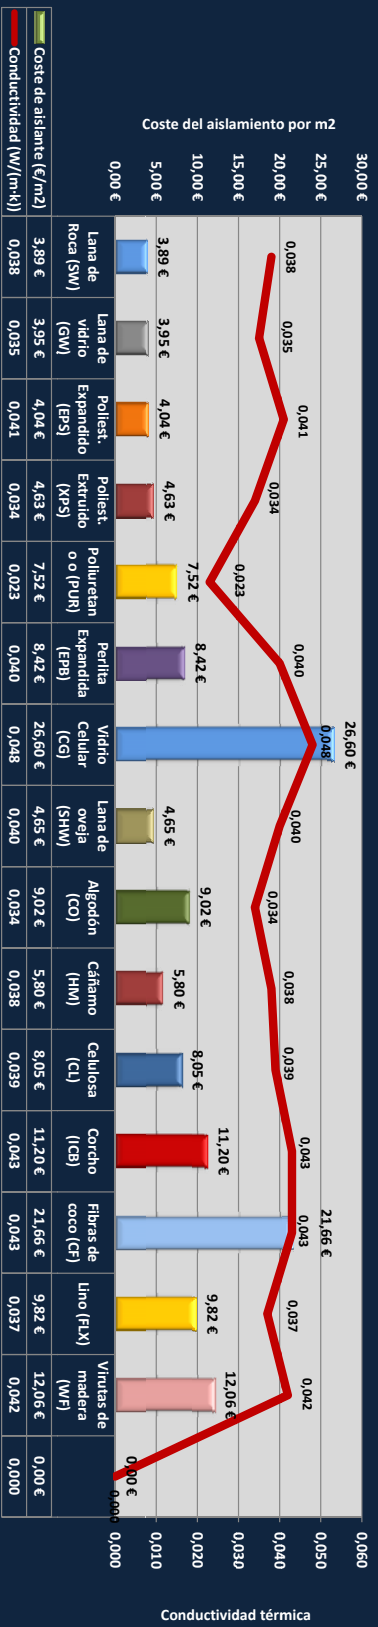 Coste del aislamiento por m2
30,00 €
25,00 €
20,00 €
15,00 €
10,00 €
5,00 €
0,00 €
0,060
0,050
0,040
0,030
0,020
0,010
0,000
Conductividad térmica
0,038
0,035
0,041
0,034
0,023
0,040
0,048
0,040
0,034
0,038
0,039
0,043
0,043
0,037
0,042
0,000
3,89 €
3,95 €
4,04 €
4,63 €
7,52 €
8,42 €
26,60 €
4,65 €
9,02 €
5,80 €
8,05 €
11,20 €
21,66 €
9,82 €
12,06 €
0,00 €
Lana de
Roca (SW)
Lana de
vidrio
(GW)
Poliest.
Expandido
(EPS)
Poliest.
Extruido
(XPS)
Poliuretan
o o (PUR)
Perlita
Expandida
(EPB)
Vidrio
Celular
(CG)
Lana de
oveja
(SHW)
Algodón
(CO)
Cáñamo
(HM)
Celulosa
(CL)
Corcho
(ICB)
Fibras de
coco (CF)
Lino (FLX)
Virutas de
madera
(WF)
Coste de aislante (€/m2) 3,89 € 3,95 € 4,04 € 4,63 € 7,52 € 8,42 € 26,60 € 4,65 € 9,02 € 5,80 € 8,05 € 11,20 € 21,66 € 9,82 € 12,06 € 0,00 €
Conductividad (W/(m·k)) 0,038 0,035 0,041 0,034 0,023 0,040 0,048 0,040 0,034 0,038 0,039 0,043 0,043 0,037 0,042 0,000